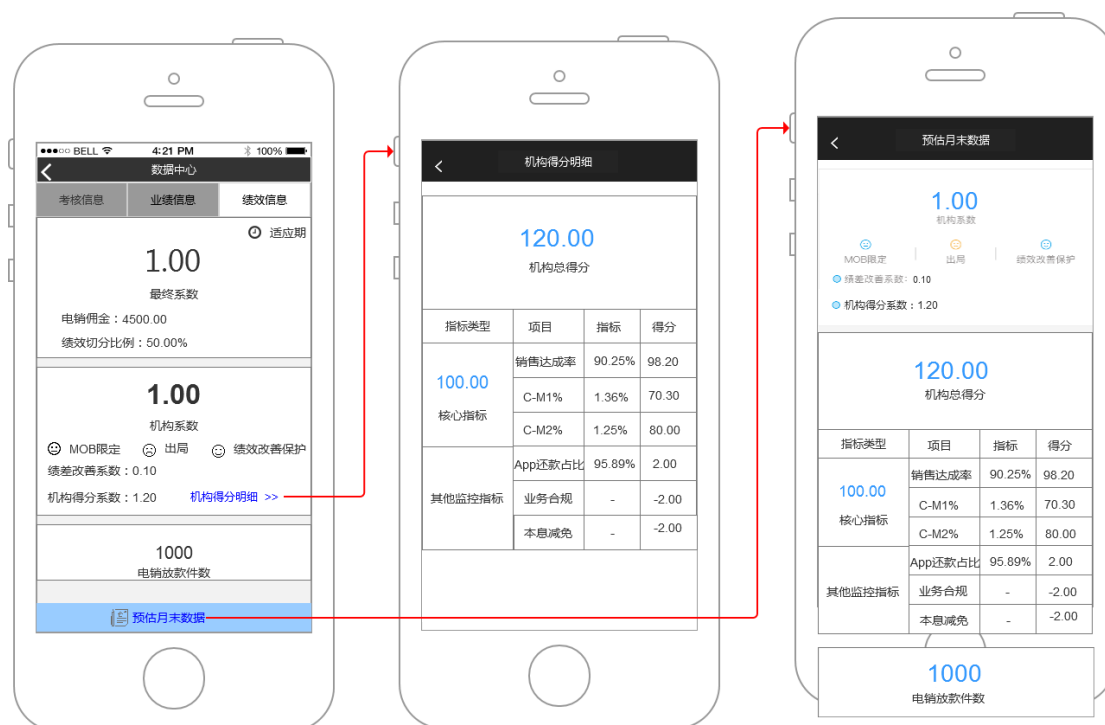 ●●●○○ BELL 4:21 PM 100%
数据中心
考核信息 业绩信息 绩效信息
适应期
1.00
最终系数
电销佣金：4500.00
绩效切分比例：50.00%
1.00
机构系数
MOB限定 出局 绩效改善保护
绩差改善系数：0.10
机构得分系数：1.20 机构得分明细 >>
1000
电销放款件数
预估月末数据
机构得分明细
120.00
机构总得分
指标类型 项目 指标 得分
100.00
核心指标
销售达成率 90.25% 98.20
C-M1% 1.36% 70.30
C-M2% 1.25% 80.00
其他监控指标
App还款占比 95.89% 2.00
业务合规 - -2.00
本息减免 - -2.00
预估月末数据
1.00
机构系数
MOB限定 出局 绩效改善保护
绩差改善系数：0.10
机构得分系数：1.20
120.00
机构总得分
指标类型 项目 指标 得分
100.00
核心指标
销售达成率 90.25% 98.20
C-M1% 1.36% 70.30
C-M2% 1.25% 80.00
其他监控指标
App还款占比 95.89% 2.00
业务合规 - -2.00
本息减免 - -2.00
1000
电销放款件数